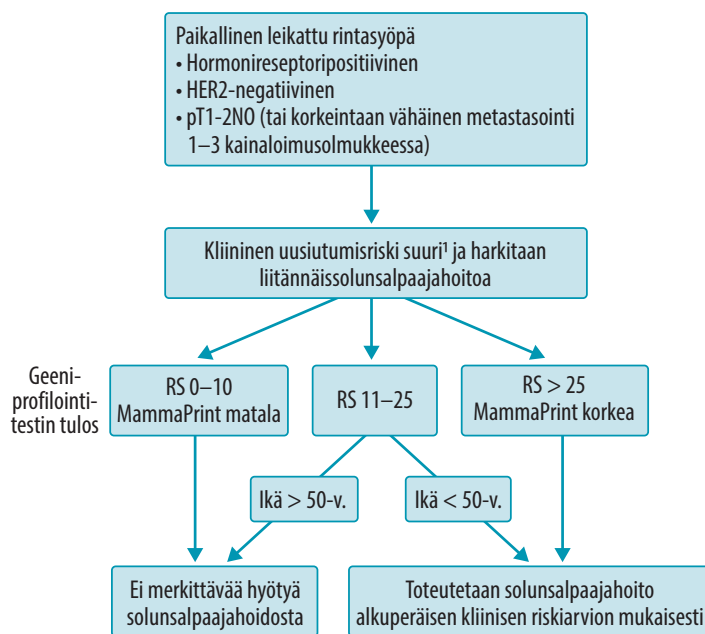 Paikallinen leikattu rintasyöpä
• Hormonireseptoripositiivinen
• HER2-negatiivinen
• pT1-2NO (tai korkeintaan vähäinen metastasointi
1–3 kainaloimusolmukkeessa)
Kliininen uusiutumisriski suuri¹ ja harkitaan
liitännäissolunsalpaajahoitoa
Geeni-
profilointi-
testin tulos
RS 0–10
MammaPrint matala
RS 11–25
RS > 25
MammaPrint korkea
Ikä > 50-v.
Ikä < 50-v.
Ei merkittävää hyötyä
solunsalpaajahoidosta
Toteutetaan solunsalpaajahoito
alkuperäisen kliinisen riskiarvion mukaisesti